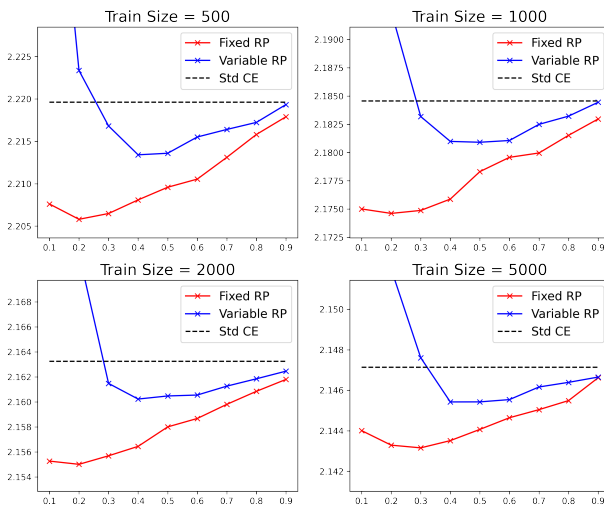 Train Size = 500
2.225
2.220
2.215
2.210
2.205
Fixed RP
Variable RP
Std CE
0.1 0.2 0.3 0.4 0.5 0.6 0.7 0.8 0.9
Train Size = 1000
2.1900
2.1875
2.1850
2.1825
2.1800
2.1775
2.1750
2.1725
Fixed RP
Variable RP
Std CE
0.1 0.2 0.3 0.4 0.5 0.6 0.7 0.8 0.9
Train Size = 2000
2.168
2.166
2.164
2.162
2.160
2.158
2.156
2.154
Fixed RP
Variable RP
Std CE
0.1 0.2 0.3 0.4 0.5 0.6 0.7 0.8 0.9
Train Size = 5000
2.150
2.148
2.146
2.144
2.142
Fixed RP
Variable RP
Std CE
0.1 0.2 0.3 0.4 0.5 0.6 0.7 0.8 0.9